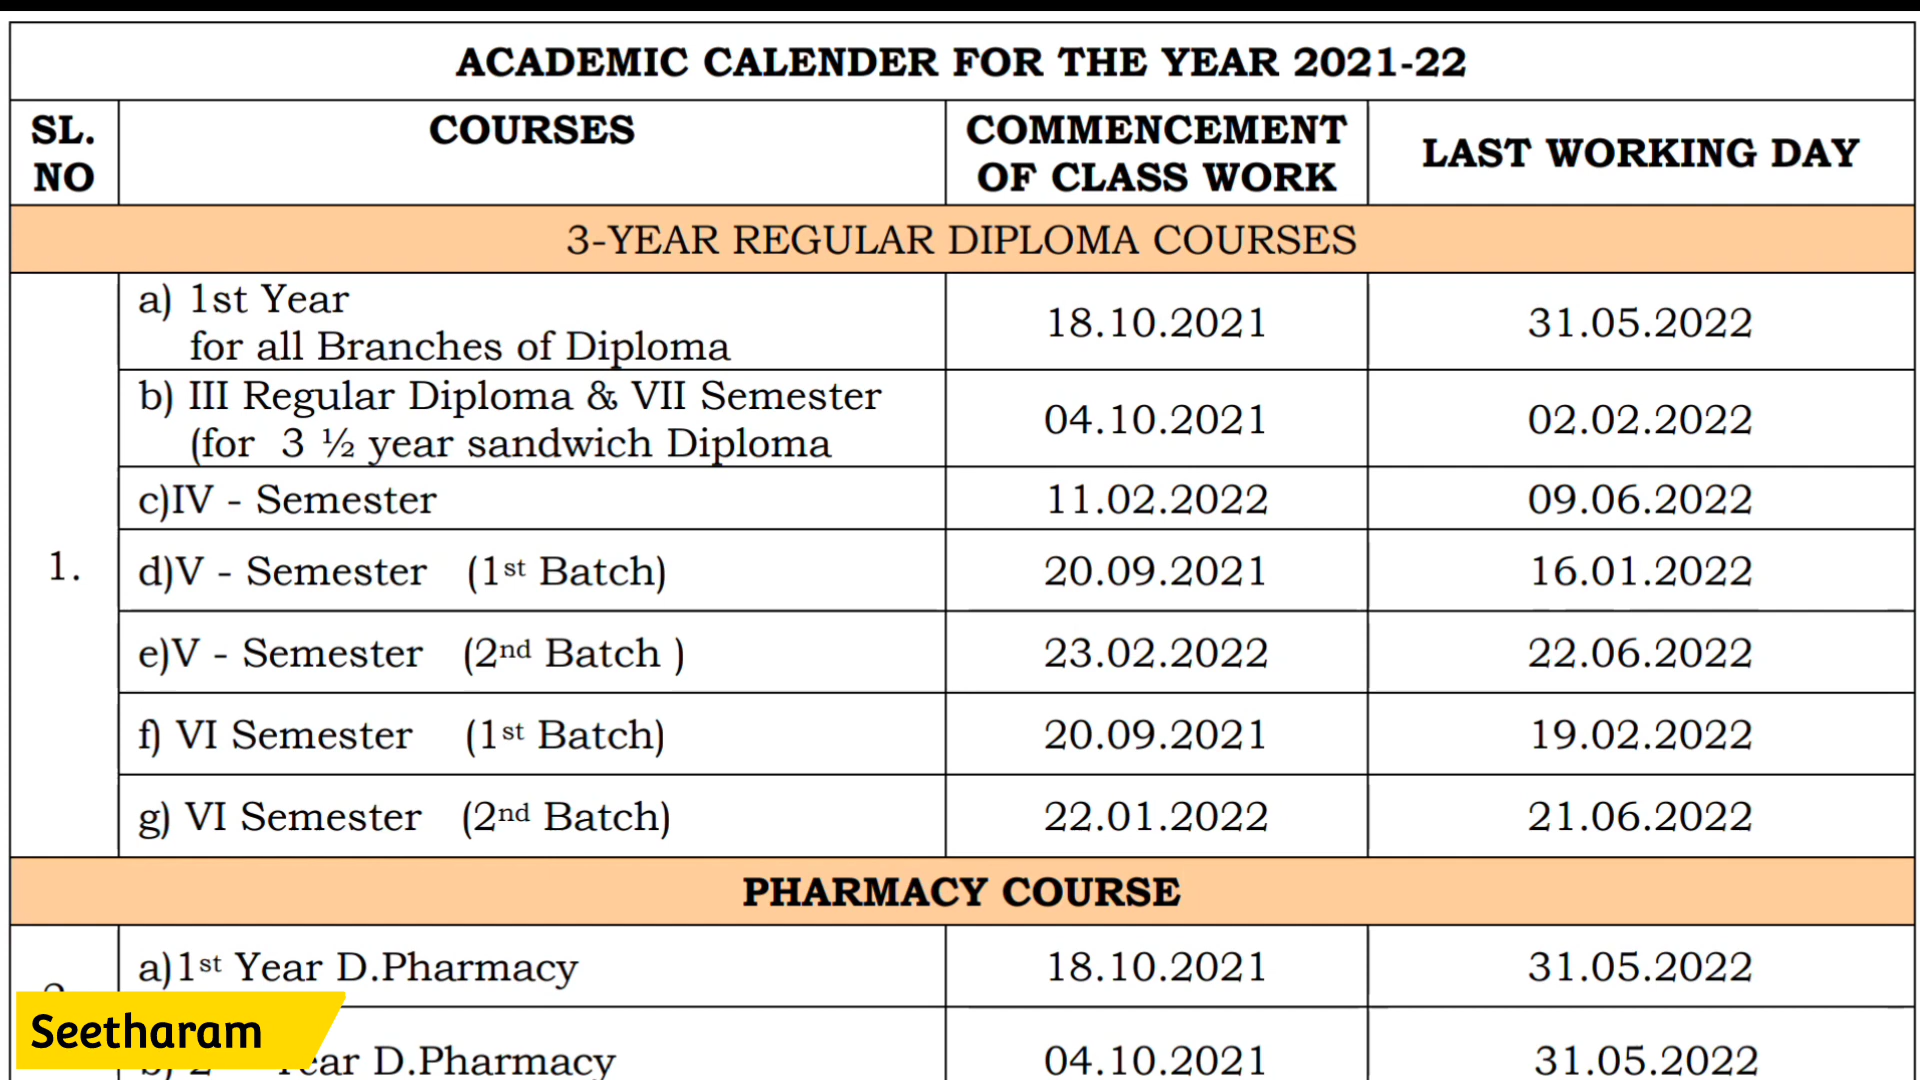 ACADEMIC CALENDER FOR THE YEAR 2021-22
SL. NO COURSES COMMENCEMENT OF CLASS WORK LAST WORKING DAY
3-YEAR REGULAR DIPLOMA COURSES
1.
a) 1st Year
for all Branches of Diploma 18.10.2021 31.05.2022
b) III Regular Diploma & VII Semester
(for 3 ½ year sandwich Diploma 04.10.2021 02.02.2022
c)IV - Semester 11.02.2022 09.06.2022
d)V - Semester (1st Batch) 20.09.2021 16.01.2022
e)V - Semester (2nd Batch ) 23.02.2022 22.06.2022
f) VI Semester (1st Batch) 20.09.2021 19.02.2022
g) VI Semester (2nd Batch) 22.01.2022 21.06.2022
PHARMACY COURSE
a)1st Year D.Pharmacy 18.10.2021 31.05.2022
D.Pharmacy 04.10.2021 31.05.2022
Seetharam